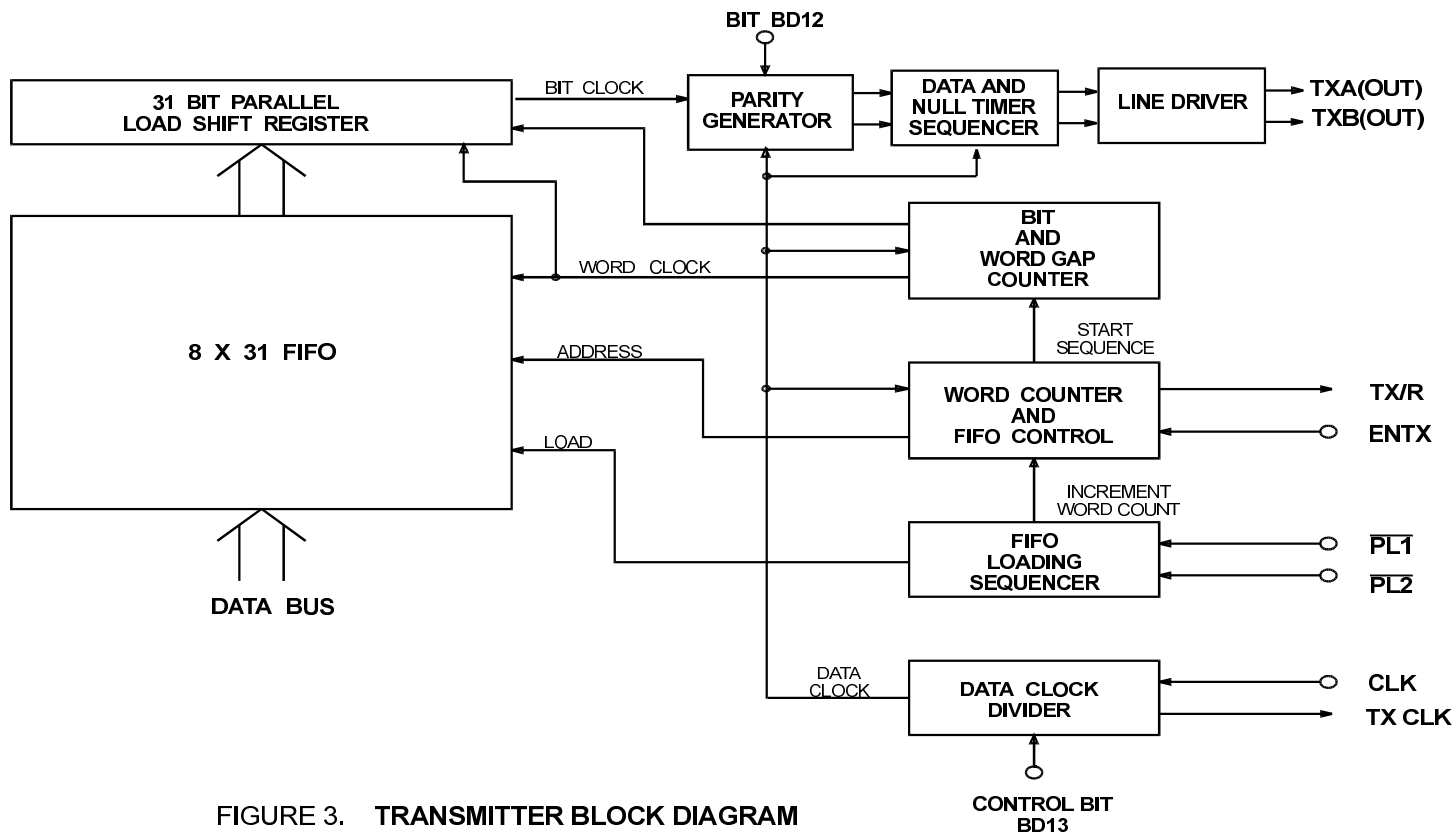 BIT BD12
31 BIT PARALLEL
LOAD SHIFT REGISTER
BIT CLOCK
PARITY
GENERATOR
DATA AND
NULL TIMER
SEQUENCER
LINE DRIVER
TXA(OUT)
TXB(OUT)
BIT
AND
WORD GAP
COUNTER
WORD CLOCK
8 X 31 FIFO
START
SEQUENCE
ADDRESS
WORD COUNTER
AND
FIFO CONTROL
TX/R
ENTX
LOAD
INCREMENT
WORD COUNT
FIFO
LOADING
SEQUENCER
PL1
PL2
DATA BUS
DATA
CLOCK
DATA CLOCK
DIVIDER
CLK
TX CLK
CONTROL BIT
BD13
FIGURE 3. TRANSMITTER BLOCK DIAGRAM